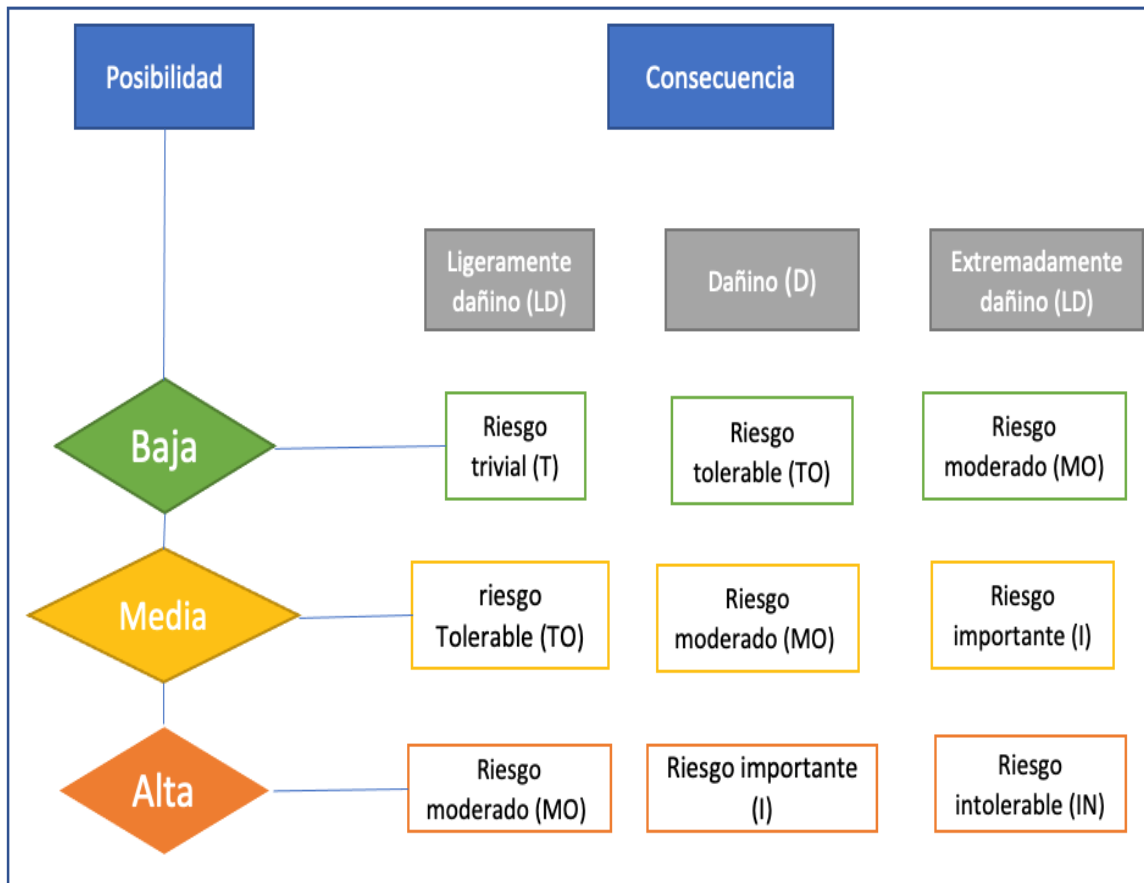 Posibilidad
Consecuencia
Ligeramente
dañino (LD)
Dañino (D)
Extremadamente
dañino (LD)
Baja
Riesgo
trivial (T)
Riesgo
tolerable (TO)
Riesgo
moderado (MO)
Media
riesgo
Tolerable (TO)
Riesgo
moderado (MO)
Riesgo
importante (I)
Alta
Riesgo
moderado (MO)
Riesgo importante
(I)
Riesgo
intolerable (IN)